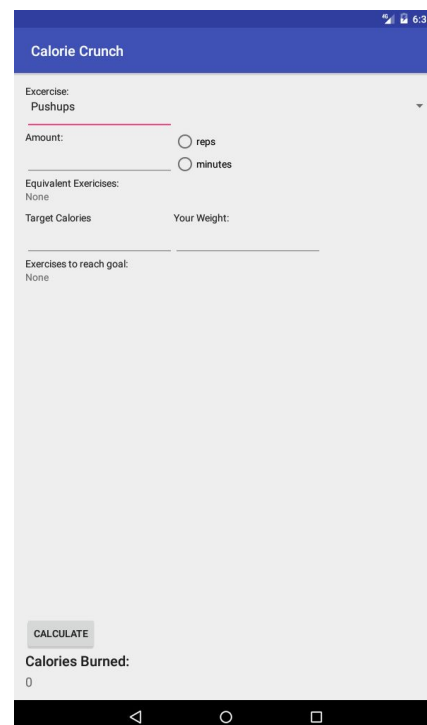 4G 6:3
Calorie Crunch
Excercise:
Pushups
Amount:
reps
minutes
Equivalent Exericises:
None
Target Calories Your Weight:
Exercises to reach goal:
None
CALCULATE
Calories Burned:
0